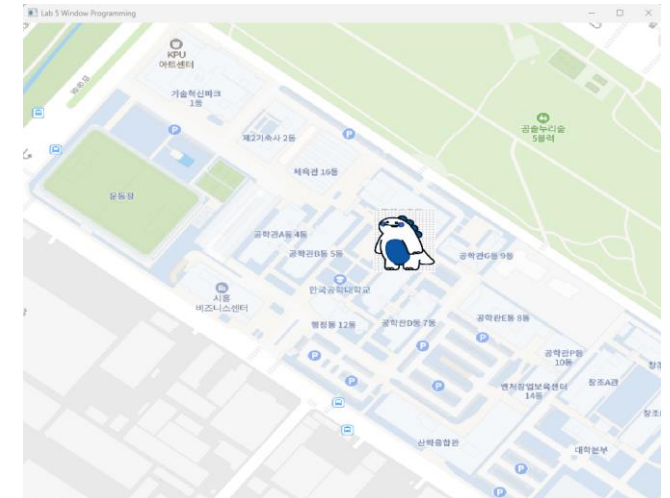 Lab 5 Window Programming
KPU
아트센터
기술혁신파크
1동
제2기숙사 2동
P
P
곰솔누리숲
5블럭
체육관 16동
운동장
공학관A동 4동
공학관B동 5동
공학관G동 9동
한국공학대학교
시흥
비즈니스센터
행정동 12동
공학관D동 7동
공학관E동 8동
P
P
P
P
P
공학관P동
10동
벤처창업보육센터
14동
창조A관
산학융합관
대학본부
P
P